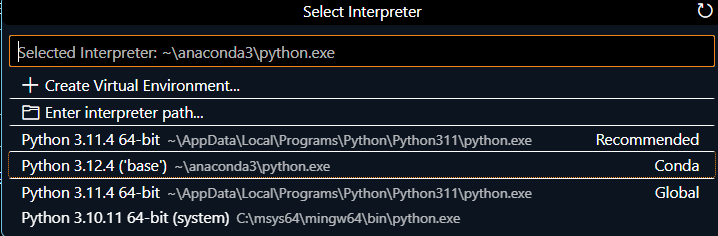 Select Interpreter
Selected Interpreter: ~\anaconda3\python.exe
+ Create Virtual Environment...
Enter interpreter path...
Python 3.11.4 64-bit ~\AppData\Local\Programs\Python\Python311\python.exe Recommended
Python 3.12.4 ('base') ~\anaconda3\python.exe Conda
Python 3.11.4 64-bit ~\AppData\Local\Programs\Python\Python311\python.exe Global
Python 3.10.11 64-bit (system) C:\msys64\mingw64\bin\python.exe